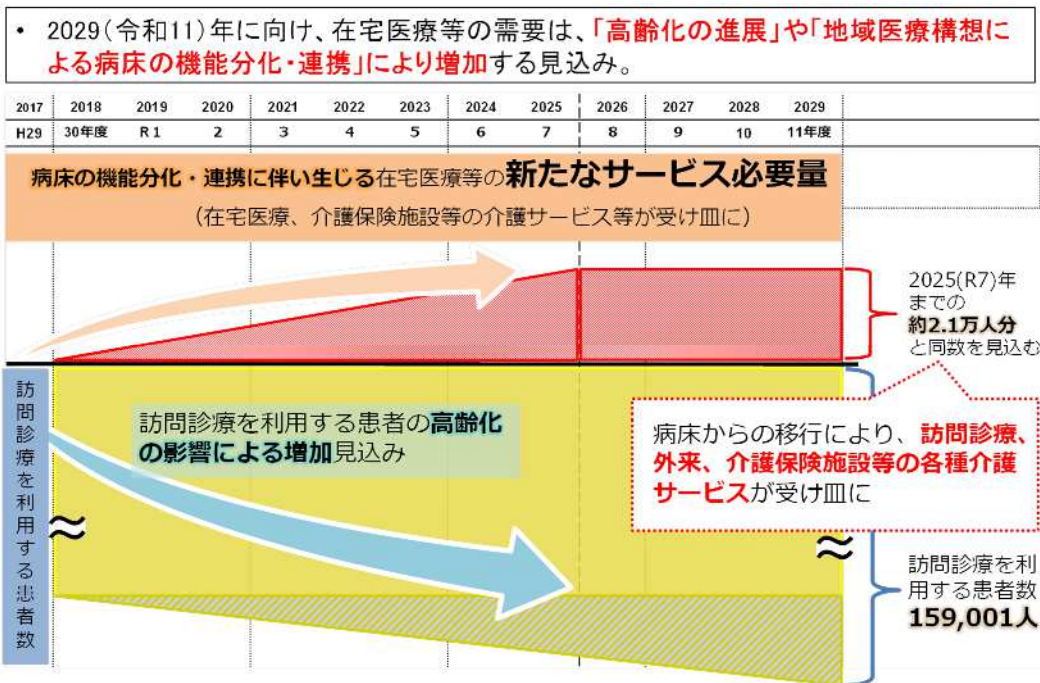 • 2029(令和11)年に向け、在宅医療等の需要は、「高齢化の進展」や「地域医療構想に
よる病床の機能分化・連携」により増加する見込み。
2017 2018 2019 2020 2021 2022 2023 2024 2025 2026 2027 2028 2029
H29 30年度 R1 2 3 4 5 6 7 8 9 10 11年度
病床の機能分化・連携に伴い生じる在宅医療等の新たなサービス必要量
（在宅医療、介護保険施設等の介護サービス等が受け皿に）
2025(R7)年
までの
約2.1万人分
と同数を見込む
訪問診療を利用する患者数
訪問診療を利用する患者の高齢化
の影響による増加見込み
病床からの移行により、訪問診療、
外来、介護保険施設等の各種介護
サービスが受け皿に
訪問診療を利
用する患者数
159,001人